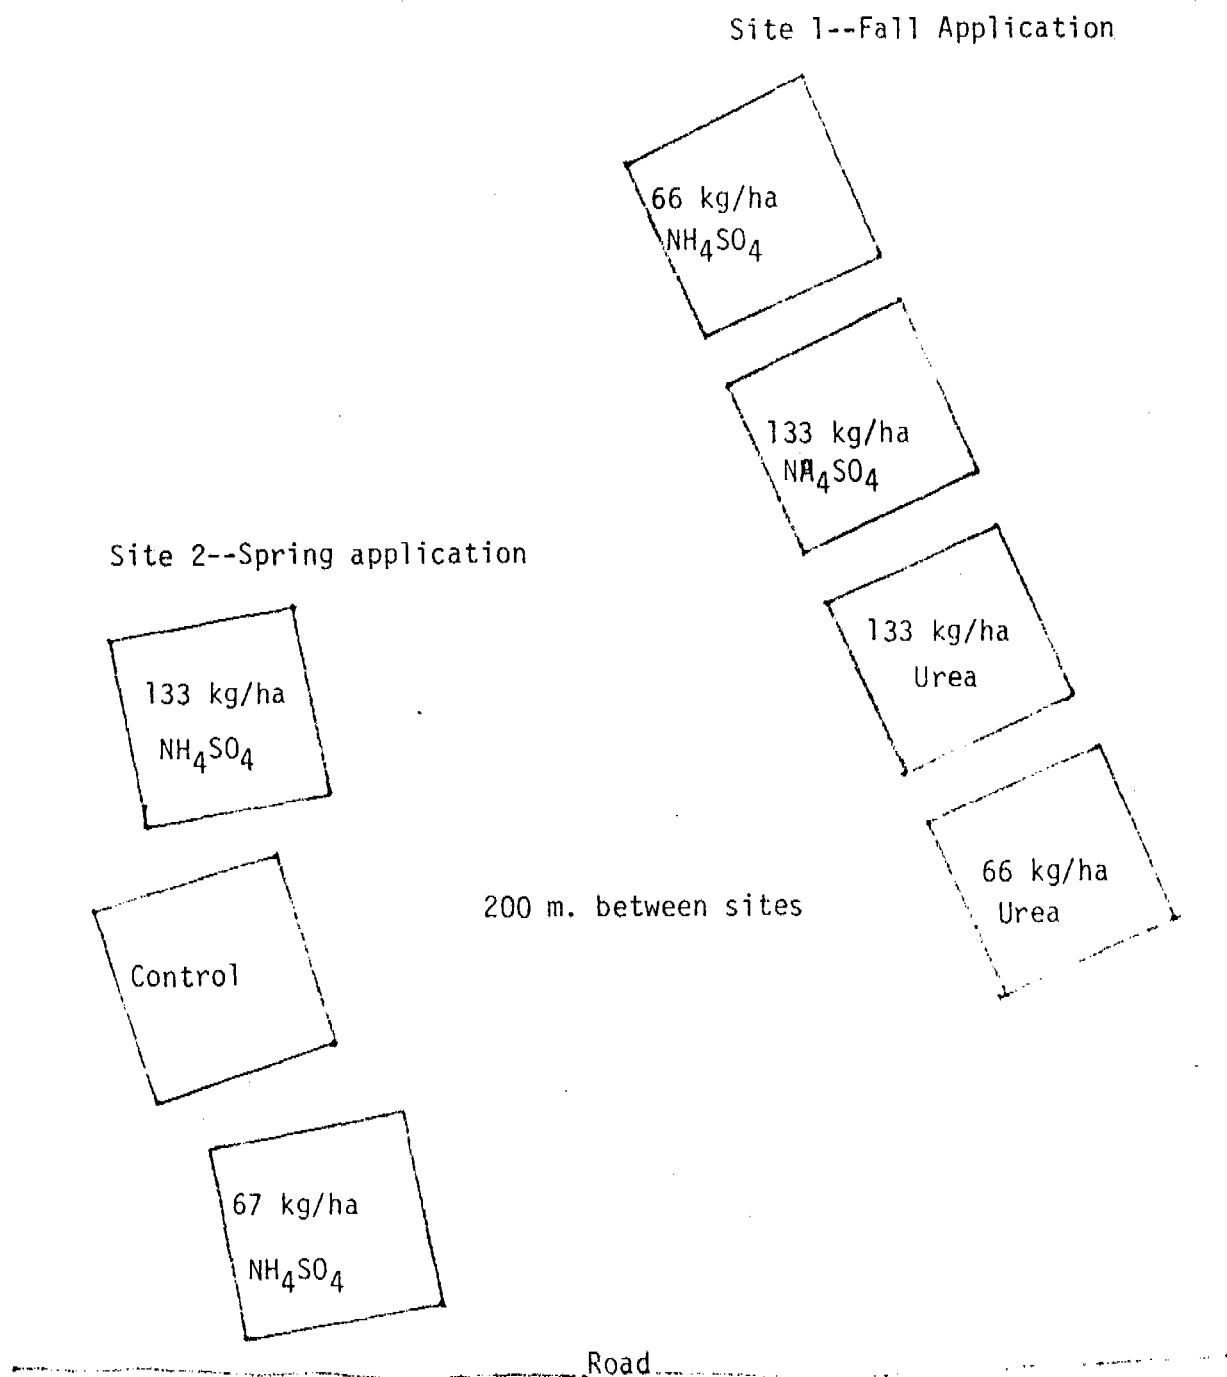 Site 1--Fall Application
66 kg/ha
NH₄SO₄
133 kg/ha
NH₄SO₄
133 kg/ha
Urea
66 kg/ha
Urea
Site 2--Spring application
133 kg/ha
NH₄SO₄
Control
200 m. between sites
67 kg/ha
NH₄SO₄
Road